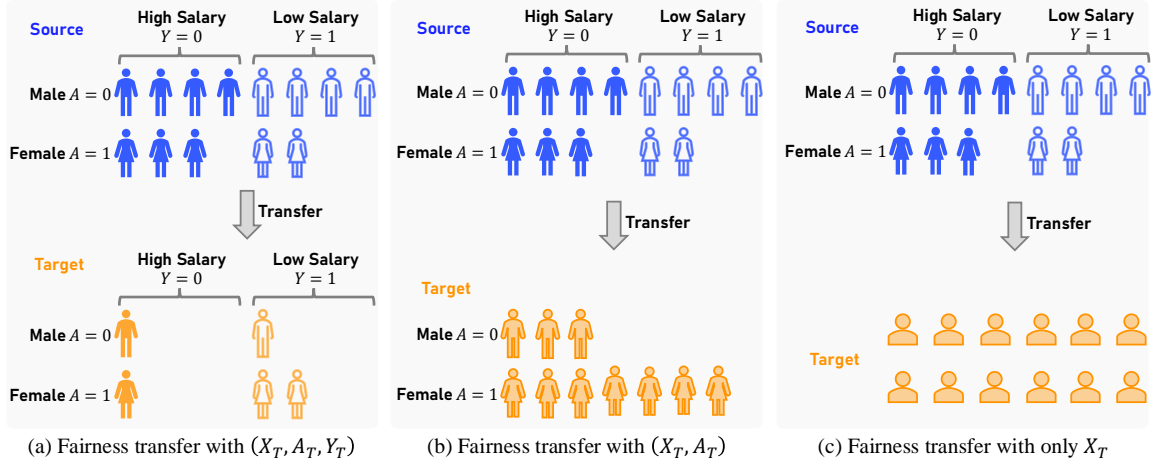 Source
High Salary
Y = 0
Low Salary
Y = 1
Male A = 0
Female A = 1
Transfer
Target
High Salary
Y = 0
Low Salary
Y = 1
Male A = 0
Female A = 1
(a) Fairness transfer with (X_T, A_T, Y_T)
Source
High Salary
Y = 0
Low Salary
Y = 1
Male A = 0
Female A = 1
Transfer
Target
Male A = 0
Female A = 1
(b) Fairness transfer with (X_T, A_T)
Source
High Salary
Y = 0
Low Salary
Y = 1
Male A = 0
Female A = 1
Transfer
Target
(c) Fairness transfer with only X_T